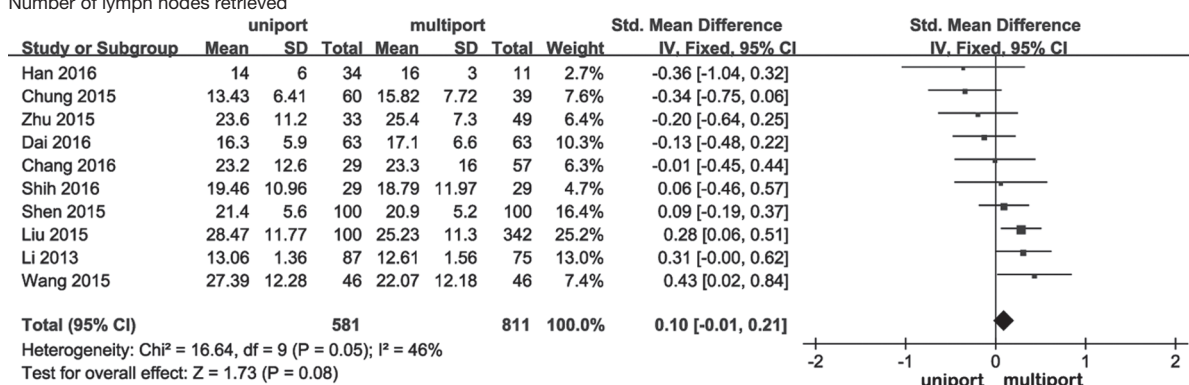 Number of lymph nodes retrieved
uniport multiport Std. Mean Difference Std. Mean Difference
Study or Subgroup Mean SD Total Mean SD Total Weight IV, Fixed, 95% CI IV, Fixed, 95% CI
Han 2016 14 6 34 16 3 11 2.7% -0.36 [-1.04, 0.32]
Chung 2015 13.43 6.41 60 15.82 7.72 39 7.6% -0.34 [-0.75, 0.06]
Zhu 2015 23.6 11.2 33 25.4 7.3 49 6.4% -0.20 [-0.64, 0.25]
Dai 2016 16.3 5.9 63 17.1 6.6 63 10.3% -0.13 [-0.48, 0.22]
Chang 2016 23.2 12.6 29 23.3 16 57 6.3% -0.01 [-0.45, 0.44]
Shih 2016 19.46 10.96 29 18.79 11.97 29 4.7% 0.06 [-0.46, 0.57]
Shen 2015 21.4 5.6 100 20.9 5.2 100 16.4% 0.09 [-0.19, 0.37]
Liu 2015 28.47 11.77 100 25.23 11.3 342 25.2% 0.28 [0.06, 0.51]
Li 2013 13.06 1.36 87 12.61 1.56 75 13.0% 0.31 [-0.00, 0.62]
Wang 2015 27.39 12.28 46 22.07 12.18 46 7.4% 0.43 [0.02, 0.84]
Total (95% CI) 581 811 100.0% 0.10 [-0.01, 0.21]
Heterogeneity: Chi² = 16.64, df = 9 (P = 0.05); I² = 46%
Test for overall effect: Z = 1.73 (P = 0.08)
-2 -1 0 1 2
uniport multiport